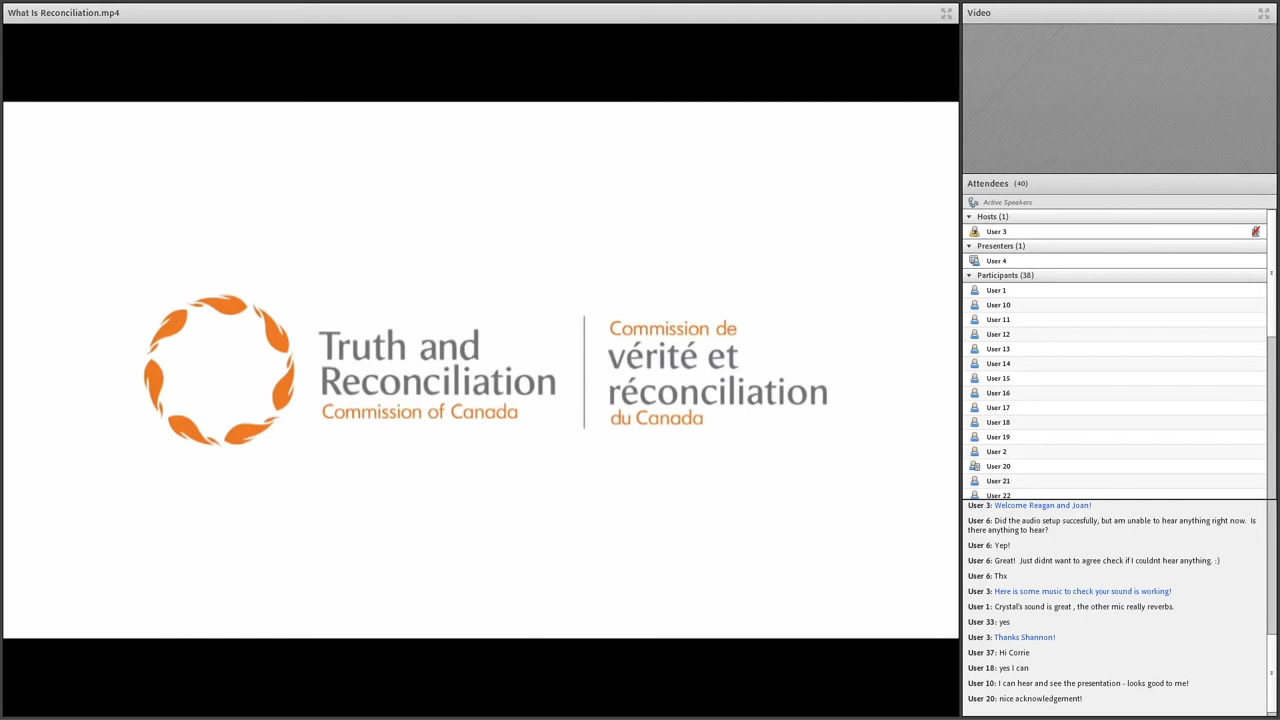 What Is Reconciliation.mp4
Truth and
Reconciliation
Commission of Canada
Commission de
vérité et
réconciliation
du Canada
Video
Attendees (40)
Active Speakers
Hosts (1)
User 3
Presenters (1)
User 4
Participants (38)
User 1
User 10
User 11
User 12
User 13
User 14
User 15
User 16
User 17
User 18
User 19
User 2
User 20
User 21
User 22
User 3: Welcome Reagan and Joan!
User 6: Did the audio setup succesfully, but am unable to hear anything right now. Is
there anything to hear?
User 6: Yep!
User 6: Great! Just didnt want to agree check if I couldnt hear anything. :)
User 6: Thx
User 3: Here is some music to check your sound is working!
User 1: Crystal's sound is great , the other mic really reverbs.
User 33: yes
User 3: Thanks Shannon!
User 37: Hi Corrie
User 18: yes I can
User 10: I can hear and see the presentation - looks good to me!
User 20: nice acknowledgement!